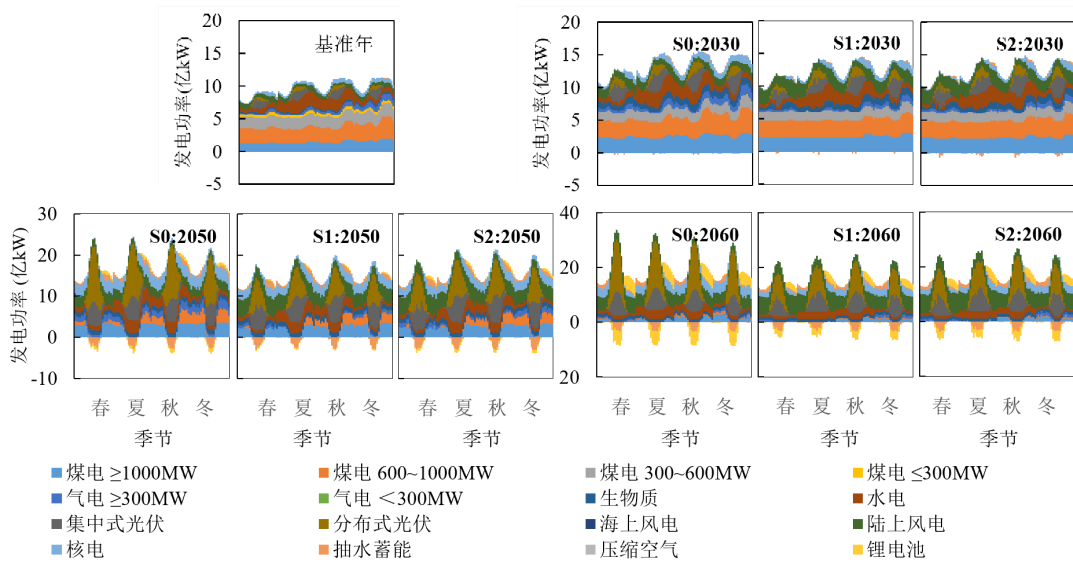 20
15
10
5
0
-5
发电功率(亿kW)
基准年
20
15
10
5
0
-5
发电功率(亿kW)
S0:2030
S1:2030
S2:2030
30
20
10
0
-10
发电功率 (亿kW)
S0:2050
S1:2050
S2:2050
40
20
0
20
S0:2060
S1:2060
S2:2060
春 夏 秋 冬
春 夏 秋 冬
春 夏 秋 冬
春 夏 秋 冬
春 夏 秋 冬
春 夏 秋 冬
季节
季节
季节
季节
季节
季节
煤电 ≥1000MW
煤电 600~1000MW
煤电 300~600MW
煤电 ≤300MW
气电 ≥300MW
气电 ＜300MW
生物质
水电
集中式光伏
分布式光伏
海上风电
陆上风电
核电
抽水蓄能
压缩空气
锂电池